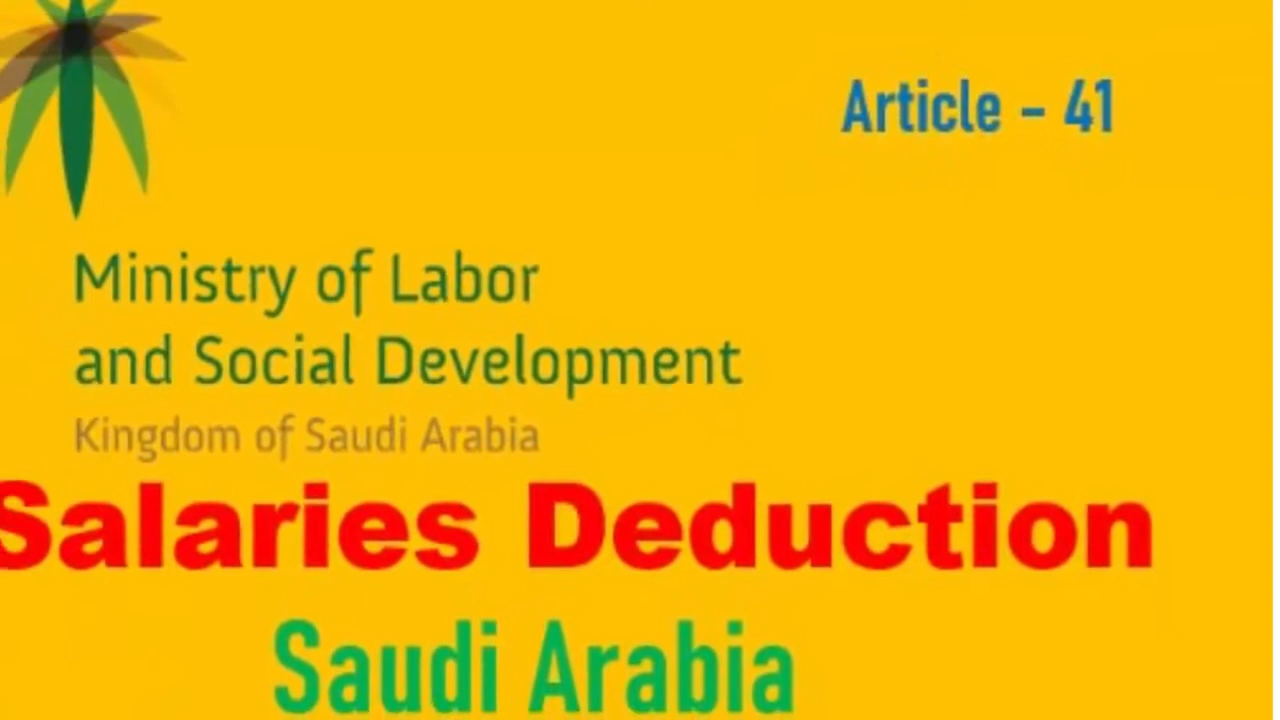 Article - 41
Ministry of Labor
and Social Development
Kingdom of Saudi Arabia
Salaries Deduction
Saudi Arabia